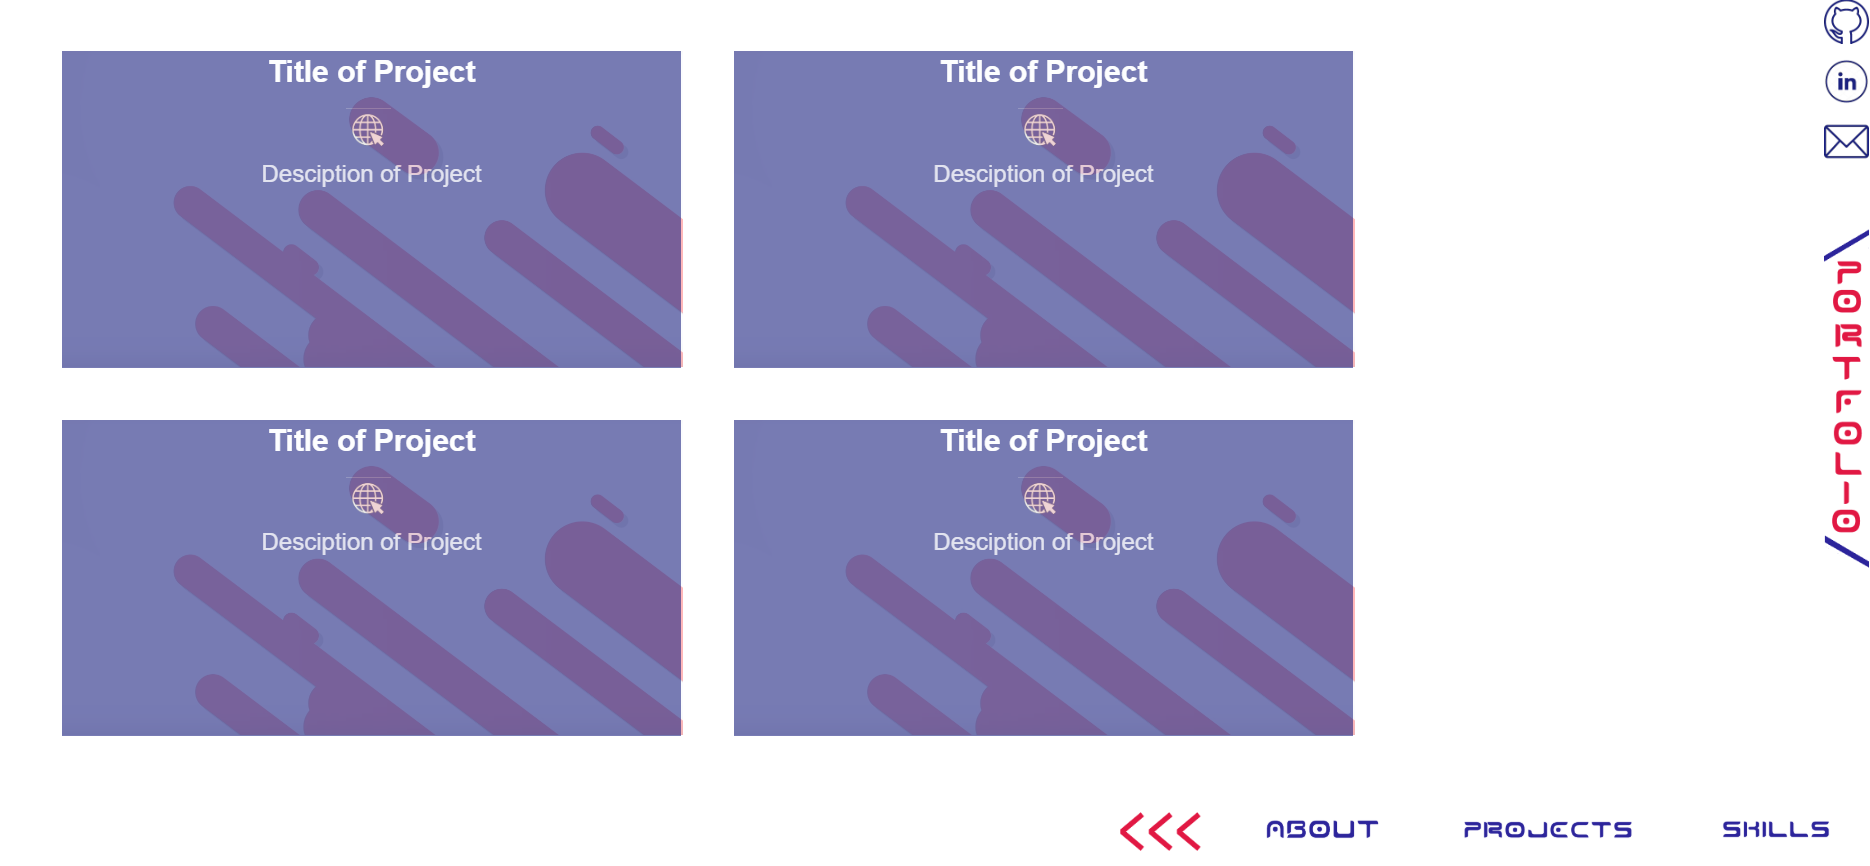 Title of Project
Desciption of Project
Title of Project
Desciption of Project
Title of Project
Desciption of Project
Title of Project
Desciption of Project
in
PORTFOLIO
ABOUT PROJECTS SKILLS